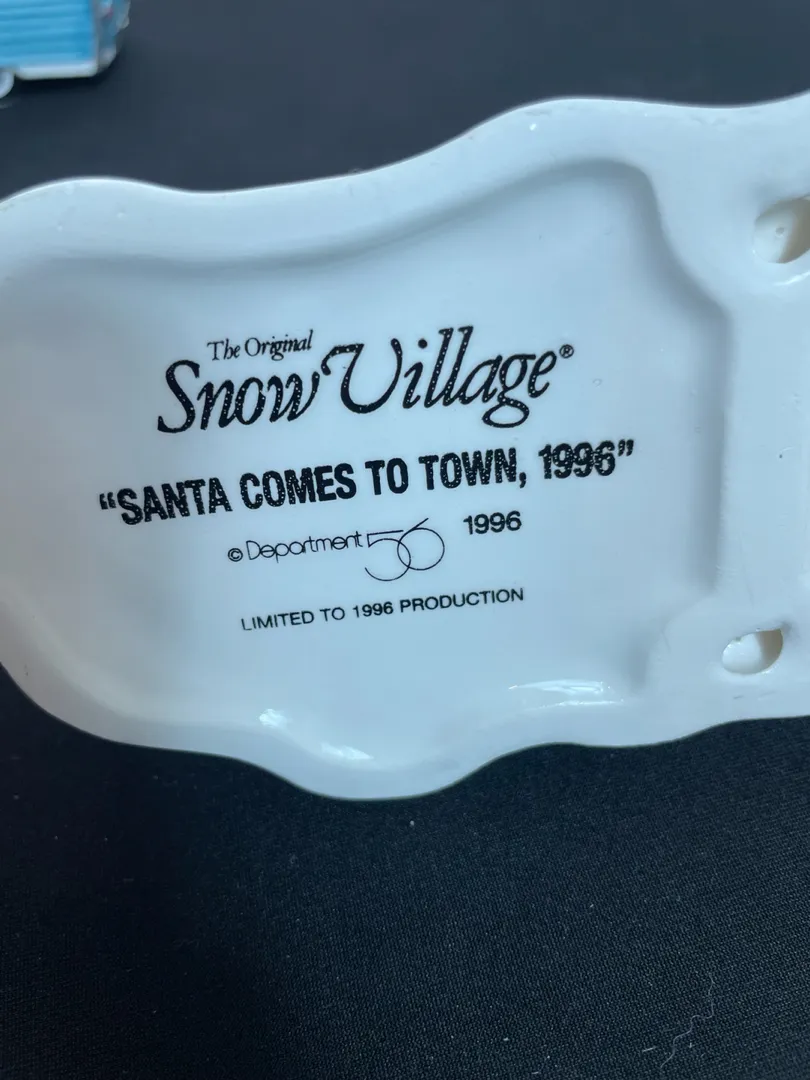 The Original
Snow Village®
“SANTA COMES TO TOWN, 1996”
© Department 56 1996
LIMITED TO 1996 PRODUCTION